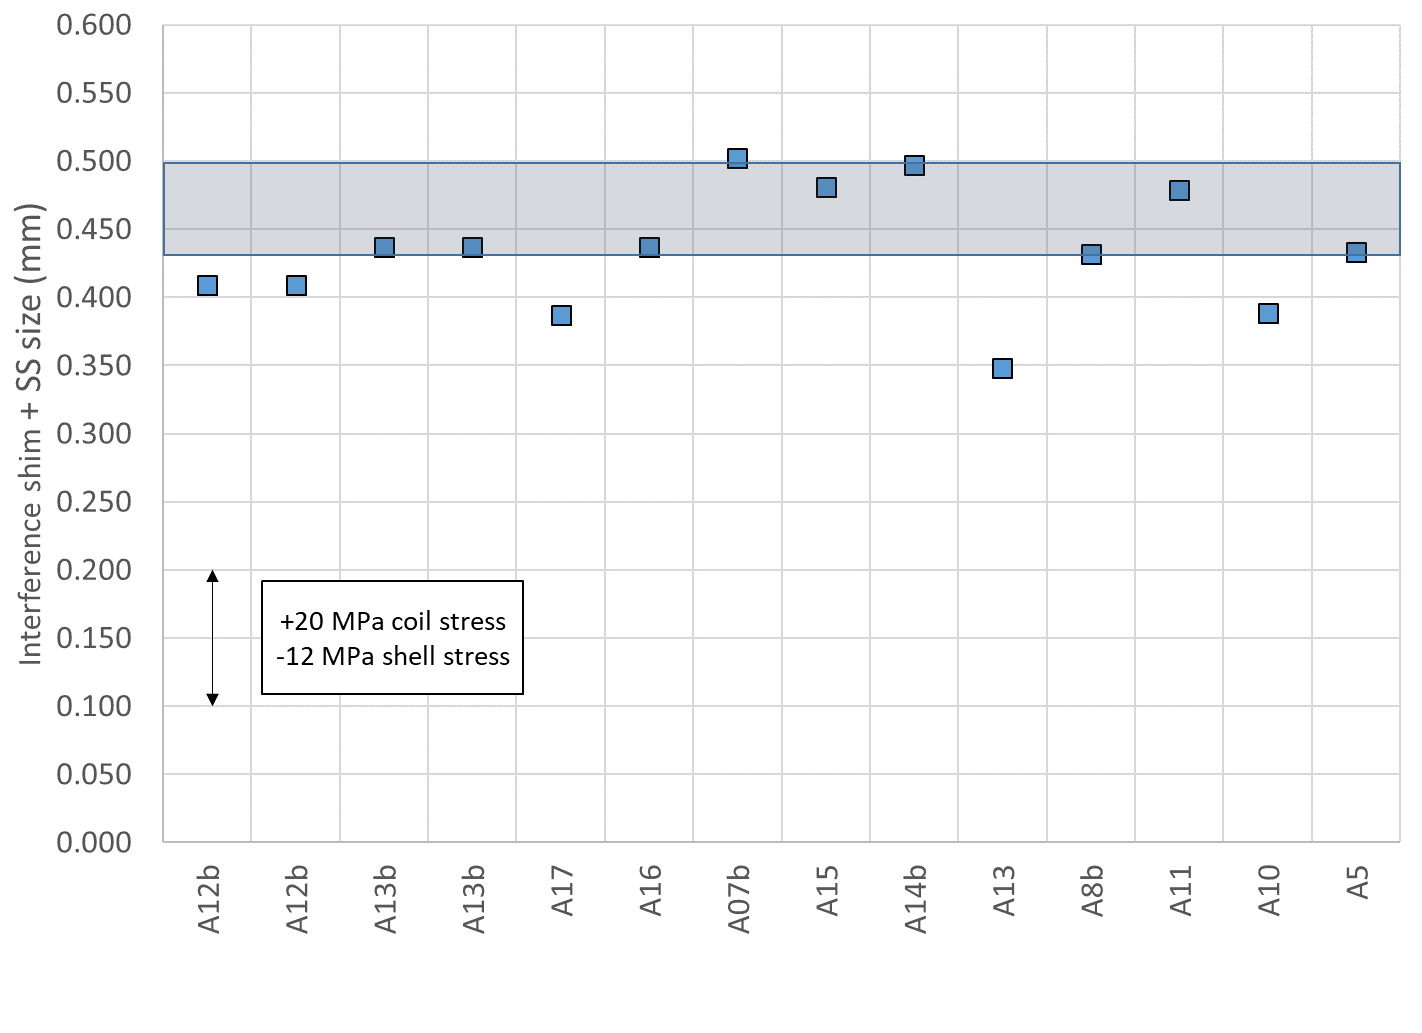 Interference shim + SS size (mm)
0.600
0.550
0.500
0.450
0.400
0.350
0.300
0.250
0.200
0.150
0.100
0.050
0.000
+20 MPa coil stress
-12 MPa shell stress
A12b
A12b
A13b
A13b
A17
A16
A07b
A15
A14b
A13
A8b
A11
A10
A5